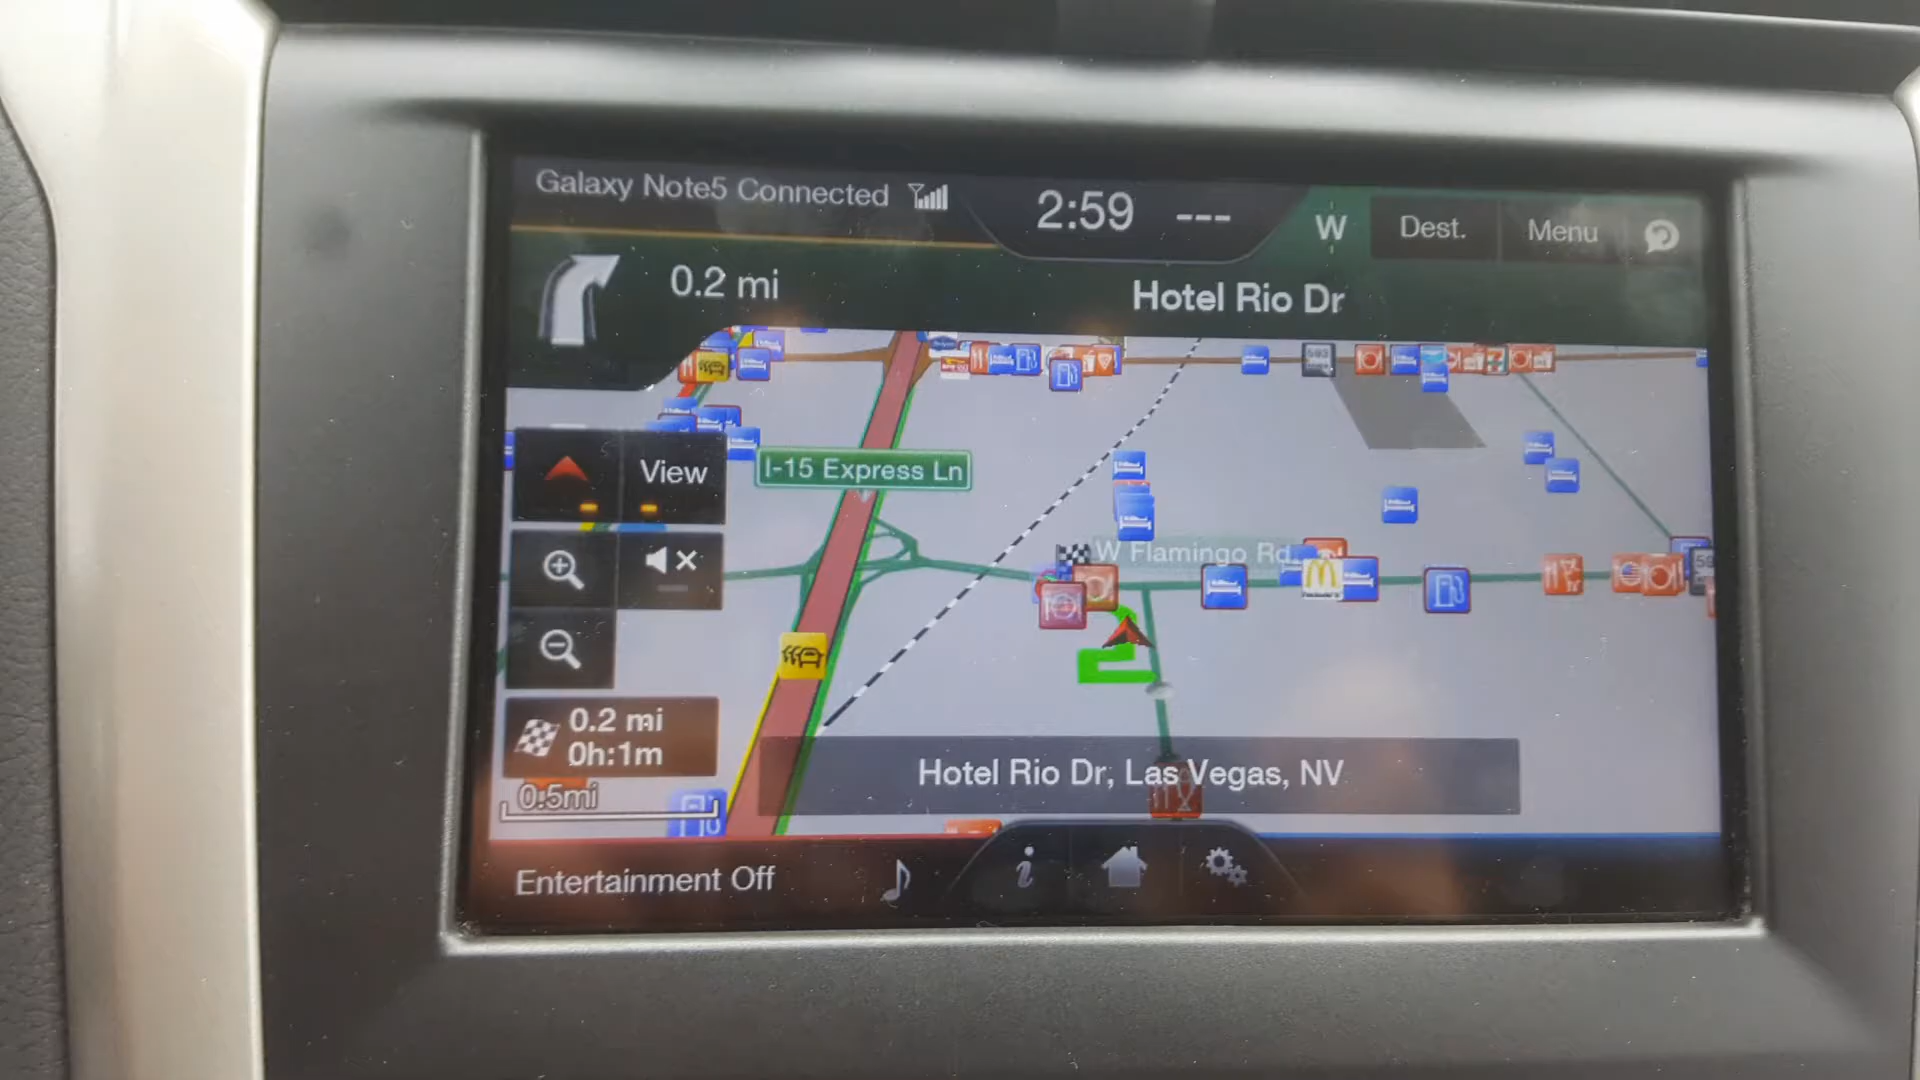 Galaxy Note5 Connected
2:59 ---
W
Dest.
Menu
0.2 mi
Hotel Rio Dr
593
View
I-15 Express Ln
W Flamingo Rd
0.2 mi
0h:1m
0.5mi
Hotel Rio Dr, Las Vegas, NV
Entertainment Off